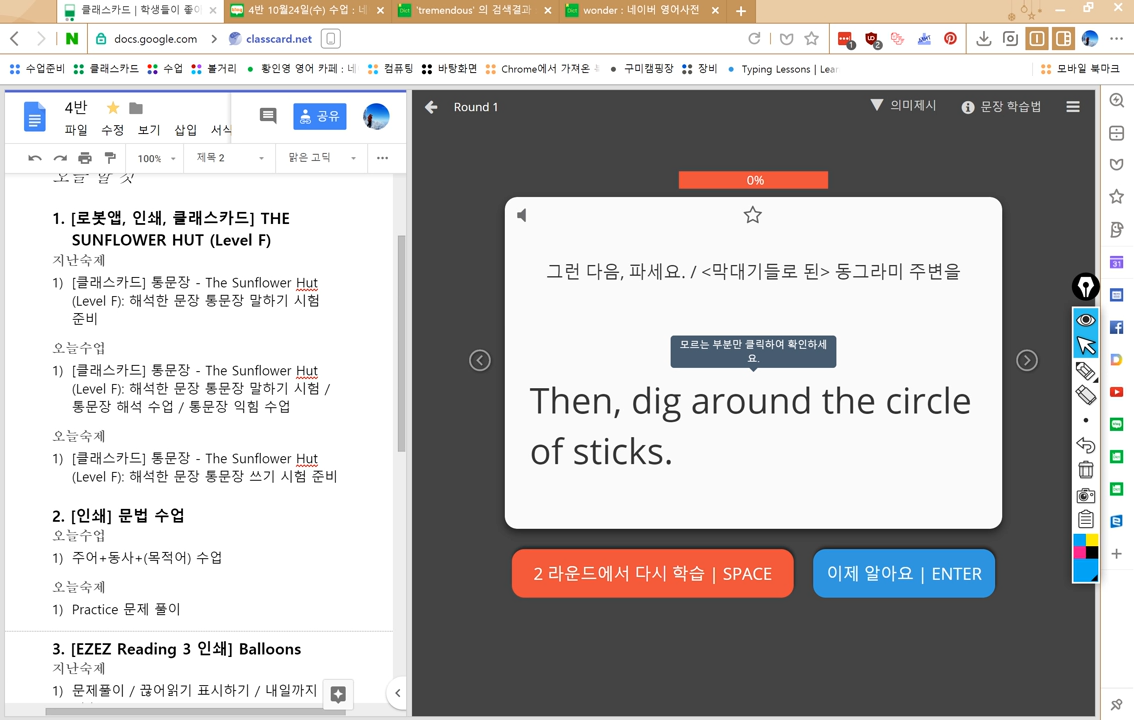 클래스카드 | 학생들이 좋아
4반 10월24일(수) 수업 : 네
'tremendous' 의 검색결과
wonder : 네이버 영어사전
docs.google.com
classcard.net
수업준비
클래스카드
수업
볼거리
황인영 영어 카페 : 네
컴퓨팅
바탕화면
Chrome에서 가져온
구미캠핑장
장비
Typing Lessons | Lear
모바일 북마크
4반
파일 수정 보기 삽입 서식
공유
100%
제목 2
맑은 고딕
오늘 할 것
1. [로봇앱, 인쇄, 클래스카드] THE
SUNFLOWER HUT (Level F)
지난숙제
1) [클래스카드] 통문장 - The Sunflower Hut
(Level F): 해석한 문장 통문장 말하기 시험
준비
오늘수업
1) [클래스카드] 통문장 - The Sunflower Hut
(Level F): 해석한 문장 통문장 말하기 시험 /
통문장 해석 수업 / 통문장 익힘 수업
오늘숙제
1) [클래스카드] 통문장 - The Sunflower Hut
(Level F): 해석한 문장 통문장 쓰기 시험 준비
2. [인쇄] 문법 수업
오늘수업
1) 주어+동사+(목적어) 수업
오늘숙제
1) Practice 문제 풀이
3. [EZEZ Reading 3 인쇄] Balloons
지난숙제
1) 문제풀이 / 끊어읽기 표시하기 / 내일까지
Round 1
의미제시
문장 학습법
0%
그런 다음, 파세요. / <막대기들로 된> 동그라미 주변을
모르는 부분만 클릭하여 확인하세
요.
Then, dig around the circle
of sticks.
2 라운드에서 다시 학습 | SPACE
이제 알아요 | ENTER